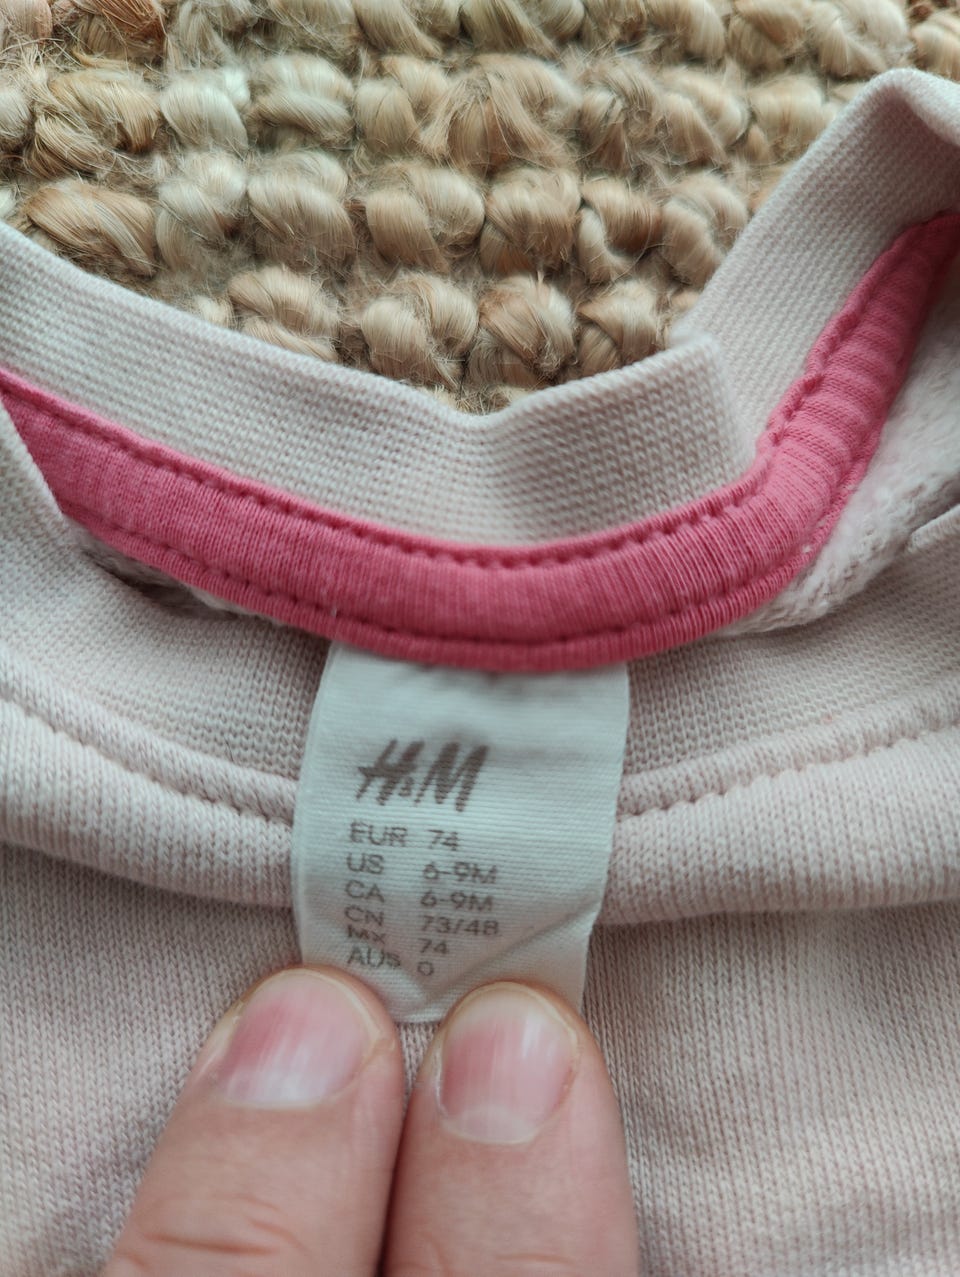 H&M
EUR 74
US 6-9M
CA 6-9M
CN 73/48
MX 74
AUS 0